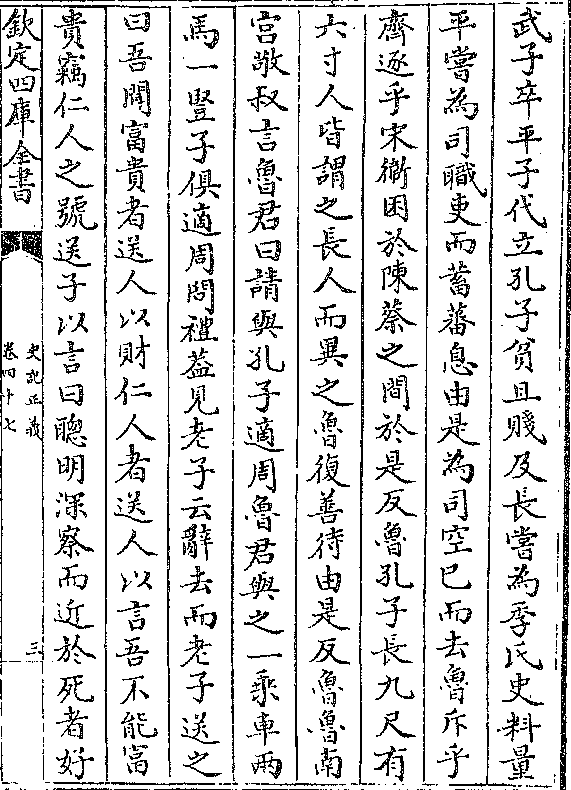 武子卒平子代立孔子貧且賤及長嘗為季氏史料量
平嘗為司職吏而蓄蕃息由是為司空已而去魯斥乎
齊逐乎宋衞困於陳蔡之間於是反魯孔子長九尺有
六寸人皆謂之長人而異之魯復善待由是反魯魯南
宫敬叔言魯君曰請與孔子適周魯君與之一乘車兩
馬一豎子俱適周問禮葢見老子云辭去而老子送之
曰吾聞富貴者送人以財仁人者送人以言吾不能富
貴竊仁人之號送子以言曰聰明深察而近於死者好
欽定四庫全書
史記正義
卷四十七
三